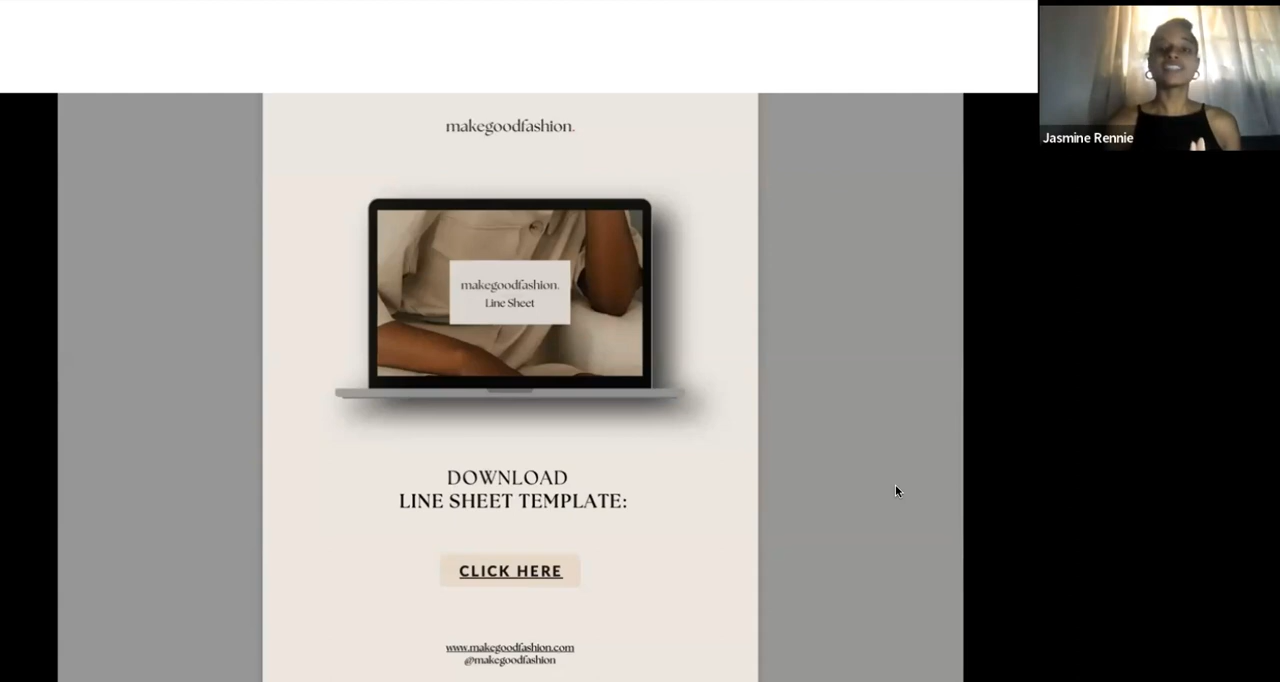 makegoodfashion.
Jasmine Rennie
makegoodfashion.
Line Sheet
DOWNLOAD
LINE SHEET TEMPLATE:
CLICK HERE
www.makegoodfashion.com
@makegoodfashion